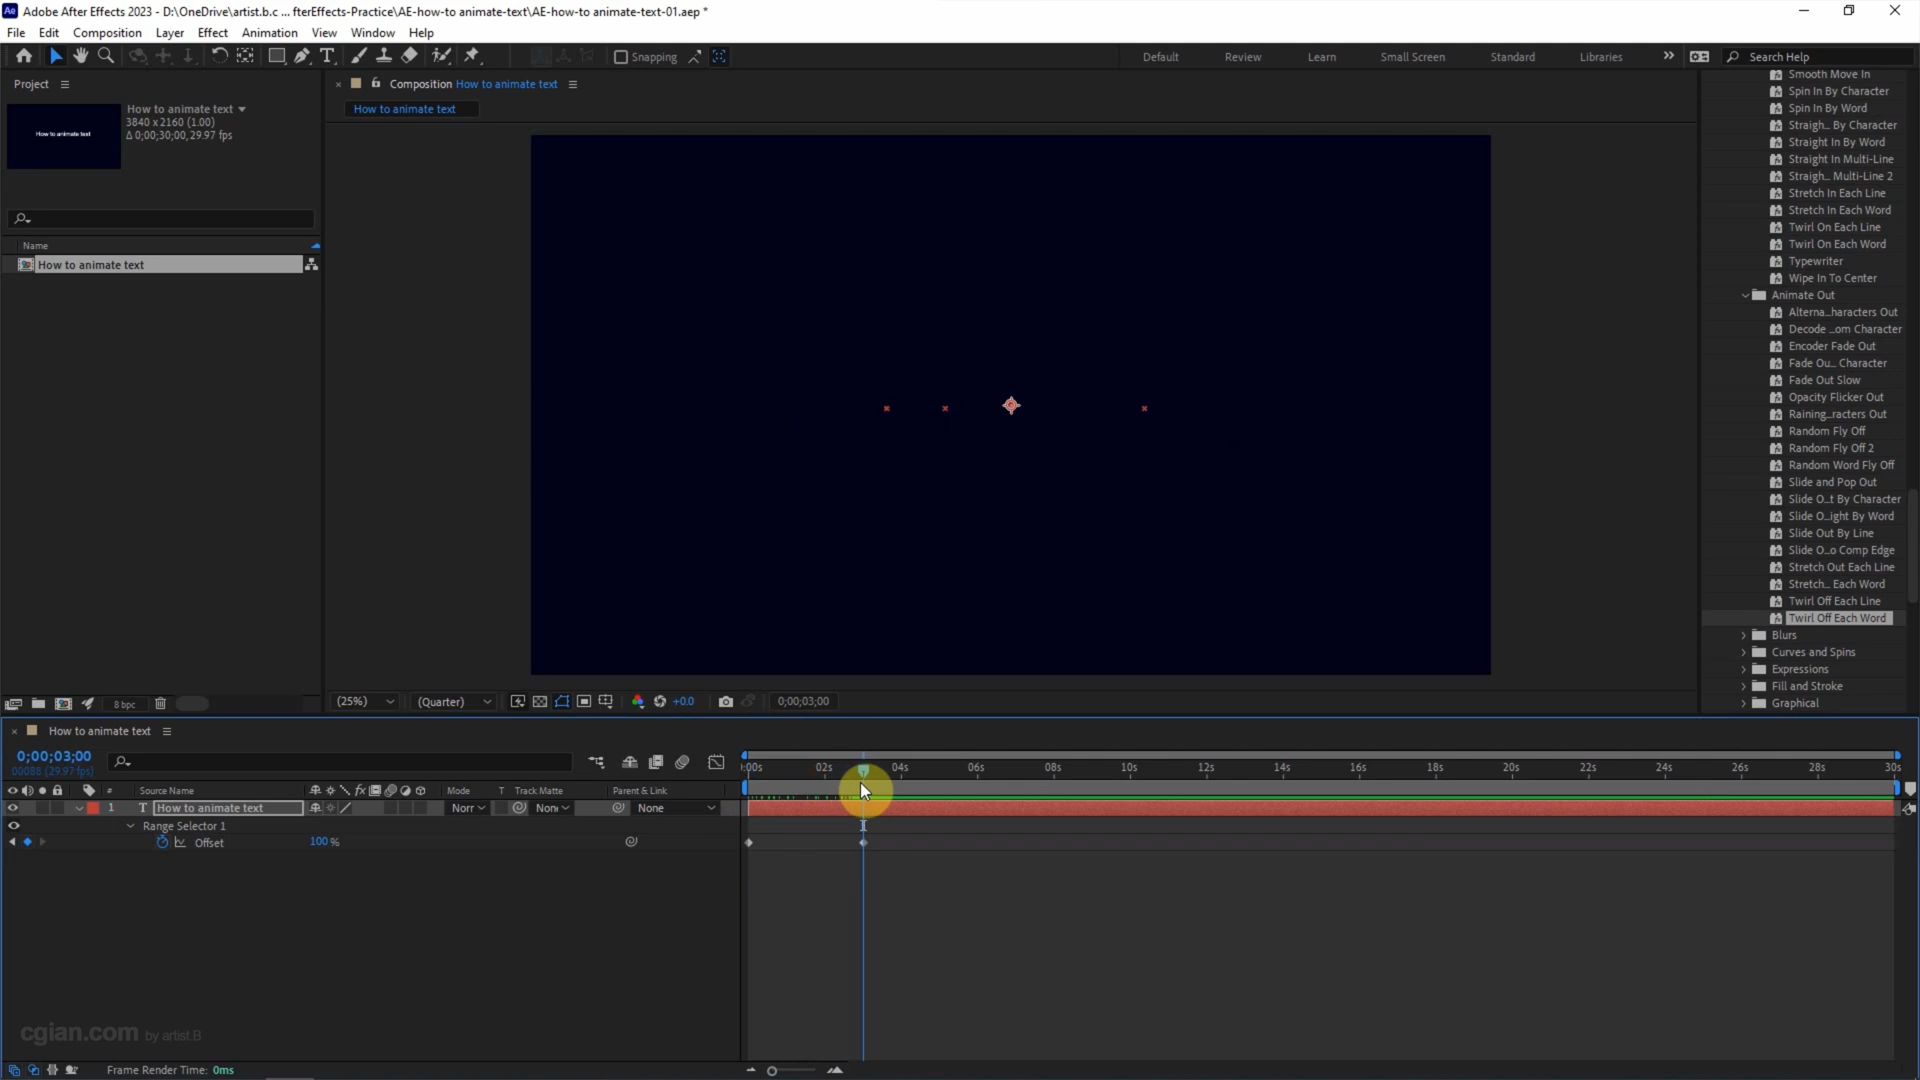 Adobe After Effects 2023 - D:\OneDrive\artist.b.c ... fterEffects-Practice\AE-how-to animate-text\AE-how-to animate-text-01.aep *
File Edit Composition Layer Effect Animation View Window Help
Snapping
Default Review Learn Small Screen Standard Libraries Search Help
Project
How to animate text
3840 x 2160 (1.00)
Δ 0;00;30;00, 29.97 fps
How to animate text
Name
How to animate text
8 bpc
Composition How to animate text
How to animate text
(25%) (Quarter) +0.0 0;00;03;00
Smooth Move In
Spin In By Character
Spin In By Word
Straigh... By Character
Straight In By Word
Straight In Multi-Line
Straigh... Multi-Line 2
Stretch In Each Line
Stretch In Each Word
Twirl On Each Line
Twirl On Each Word
Typewriter
Wipe In To Center
Animate Out
Alterna...haracters Out
Decode ...om Character
Encoder Fade Out
Fade Ou... Character
Fade Out Slow
Opacity Flicker Out
Raining...racters Out
Random Fly Off
Random Fly Off 2
Random Word Fly Off
Slide and Pop Out
Slide O...t By Character
Slide O...ight By Word
Slide Out By Line
Slide O...o Comp Edge
Stretch Out Each Line
Stretch... Each Word
Twirl Off Each Line
Twirl Off Each Word
Blurs
Curves and Spins
Expressions
Fill and Stroke
Graphical
How to animate text
0;00;03;00
00088 (29.97 fps)
:00s 02s 04s 06s 08s 10s 12s 14s 16s 18s 20s 22s 24s 26s 28s 30s
# Source Name fx Mode T Track Matte Parent & Link
1 T How to animate text Norr Non None
Range Selector 1
Offset 100 %
cgian.com by artist.B
Frame Render Time: 0ms